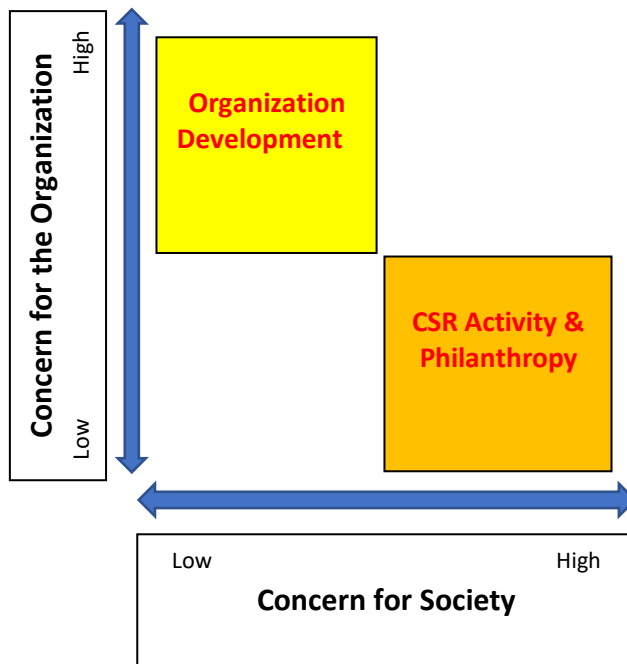 Concern for the Organization
High
Low
Organization
Development
CSR Activity &
Philanthropy
Low
High
Concern for Society